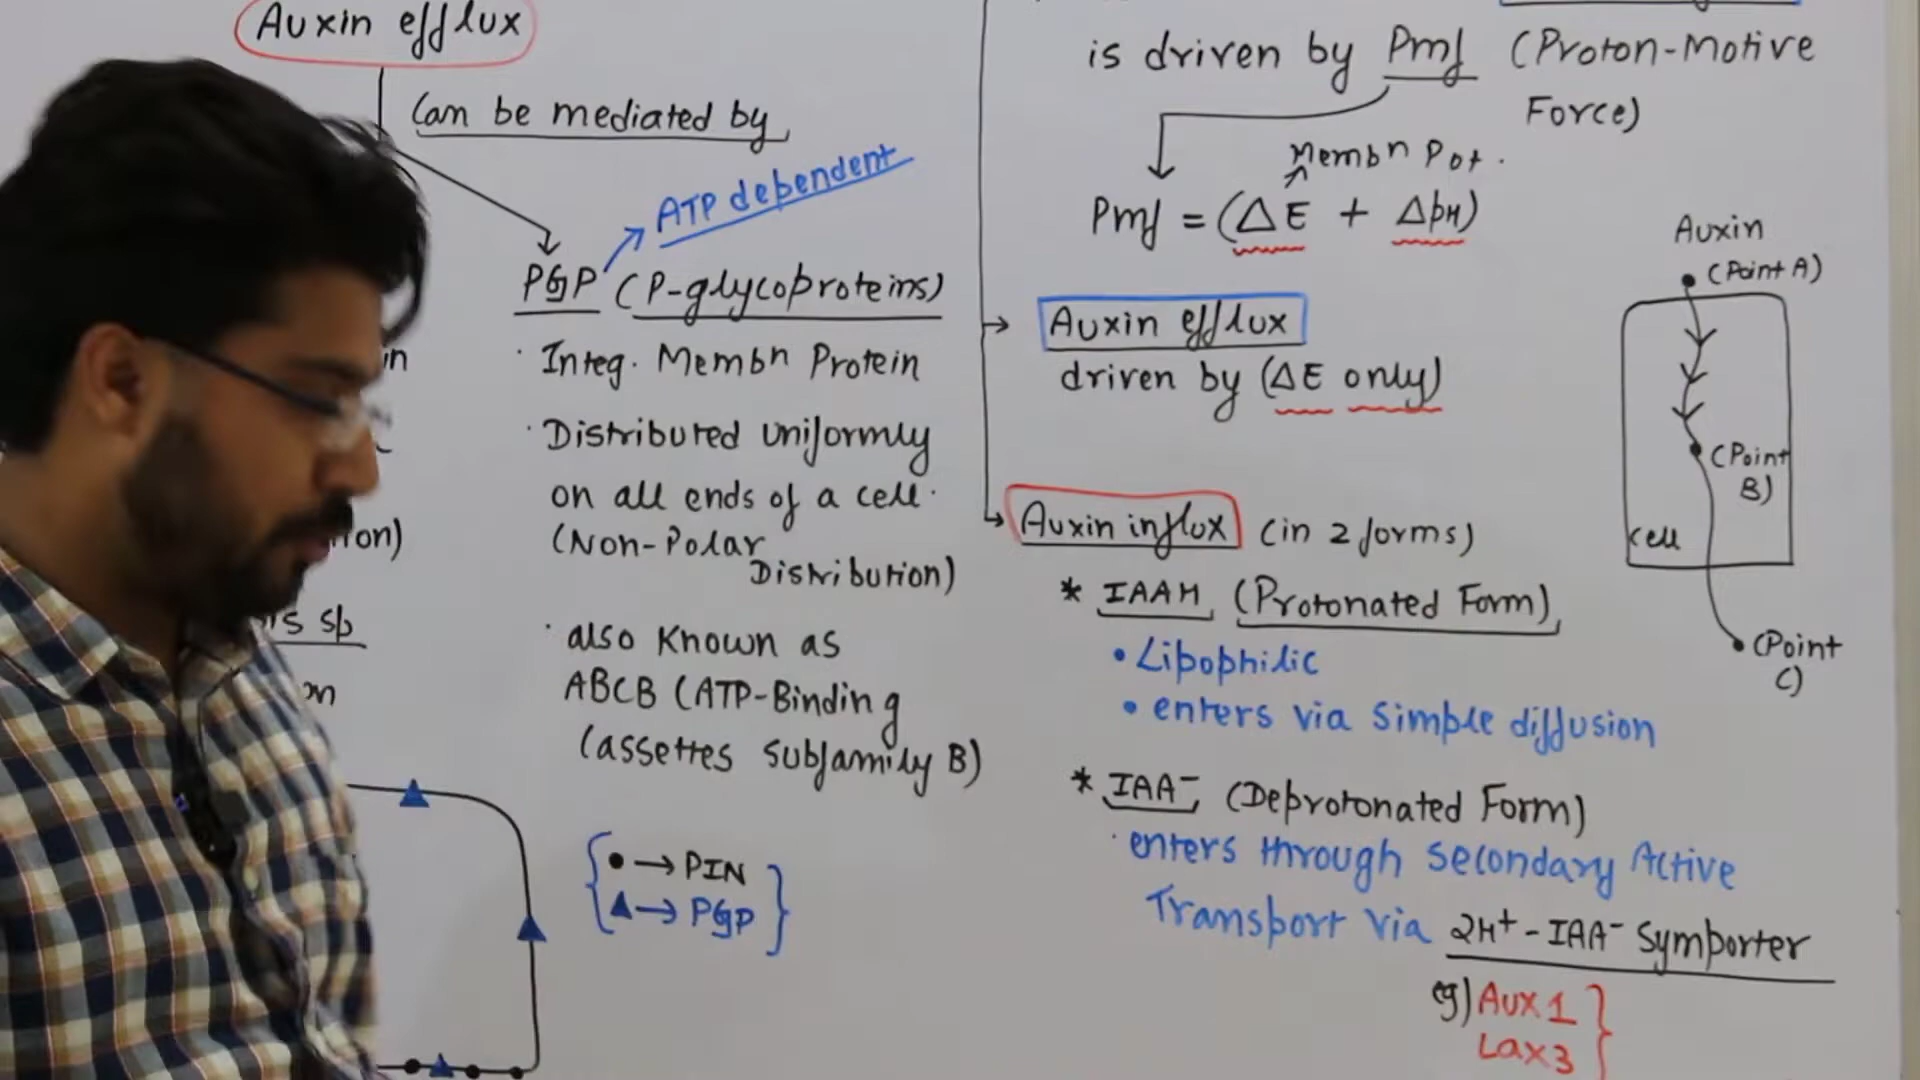 Auxin efflux
Can be mediated by
ATP dependent
PGP (P-glycoproteins)
· Integ. Membn Protein
· Distributed uniformly
on all ends of a cell.
(Non-Polar
Distribution)
· also Known as
ABCB (ATP-Binding
Cassettes Subfamily B)
• → PIN
▲ → PGP
is driven by Pmf (Proton-Motive
Force)
Membn Pot.
Pmf = (ΔE + ΔpH)
Auxin efflux
driven by (ΔE only)
Auxin influx (in 2 forms)
* IAAH (Protonated Form)
• Lipophilic
• enters via Simple diffusion
* IAA⁻ (Deprotonated Form)
· enters through Secondary Active
Transport via 2H⁺ - IAA⁻ Symporter
eg) Aux 1
Lax 3
Auxin
(Point A)
(Point
B)
Cell
(Point
C)